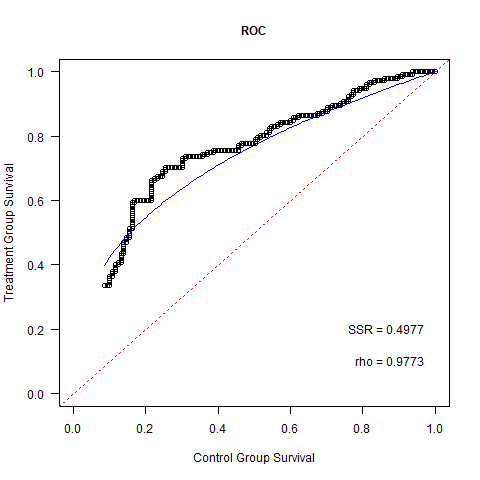 ROC
Treatment Group Survival
1.0
0.8
0.6
0.4
0.2
0.0
SSR = 0.4977
rho = 0.9773
0.0 0.2 0.4 0.6 0.8 1.0
Control Group Survival